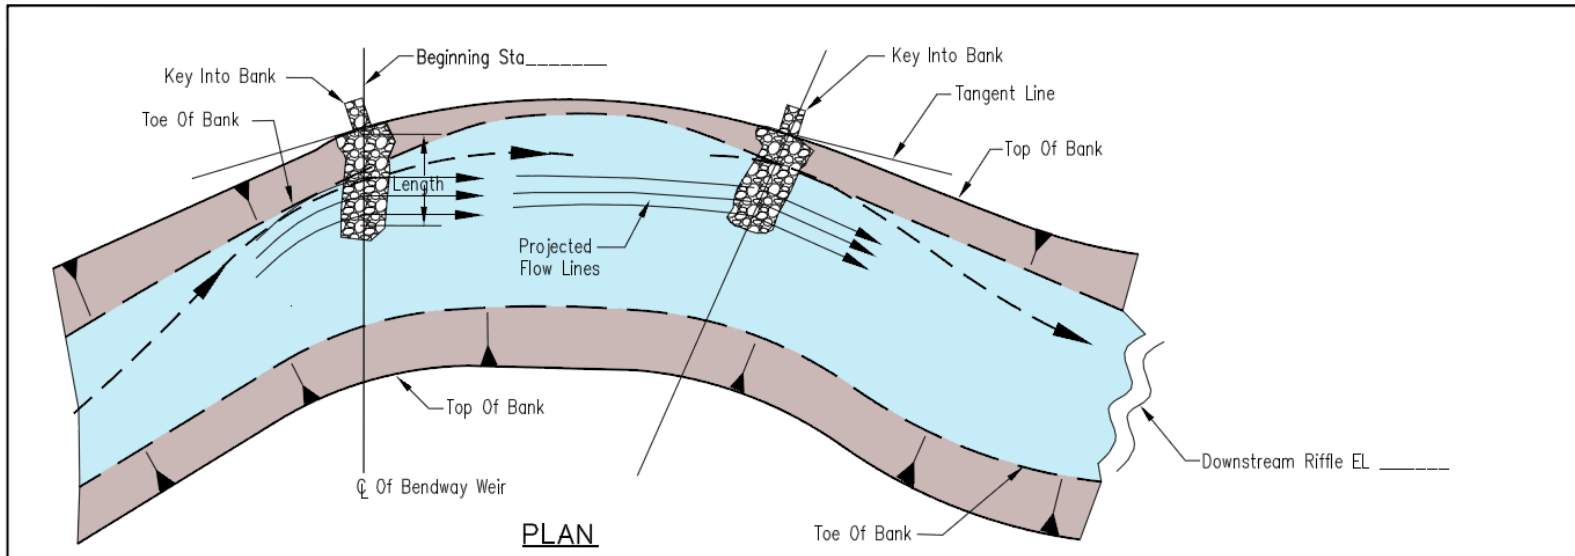 Beginning Sta_______
Key Into Bank
Key Into Bank
Toe Of Bank
Tangent Line
Top Of Bank
Length
Projected
Flow Lines
Top Of Bank
Downstream Riffle EL ______
℄ Of Bendway Weir
Toe Of Bank
PLAN